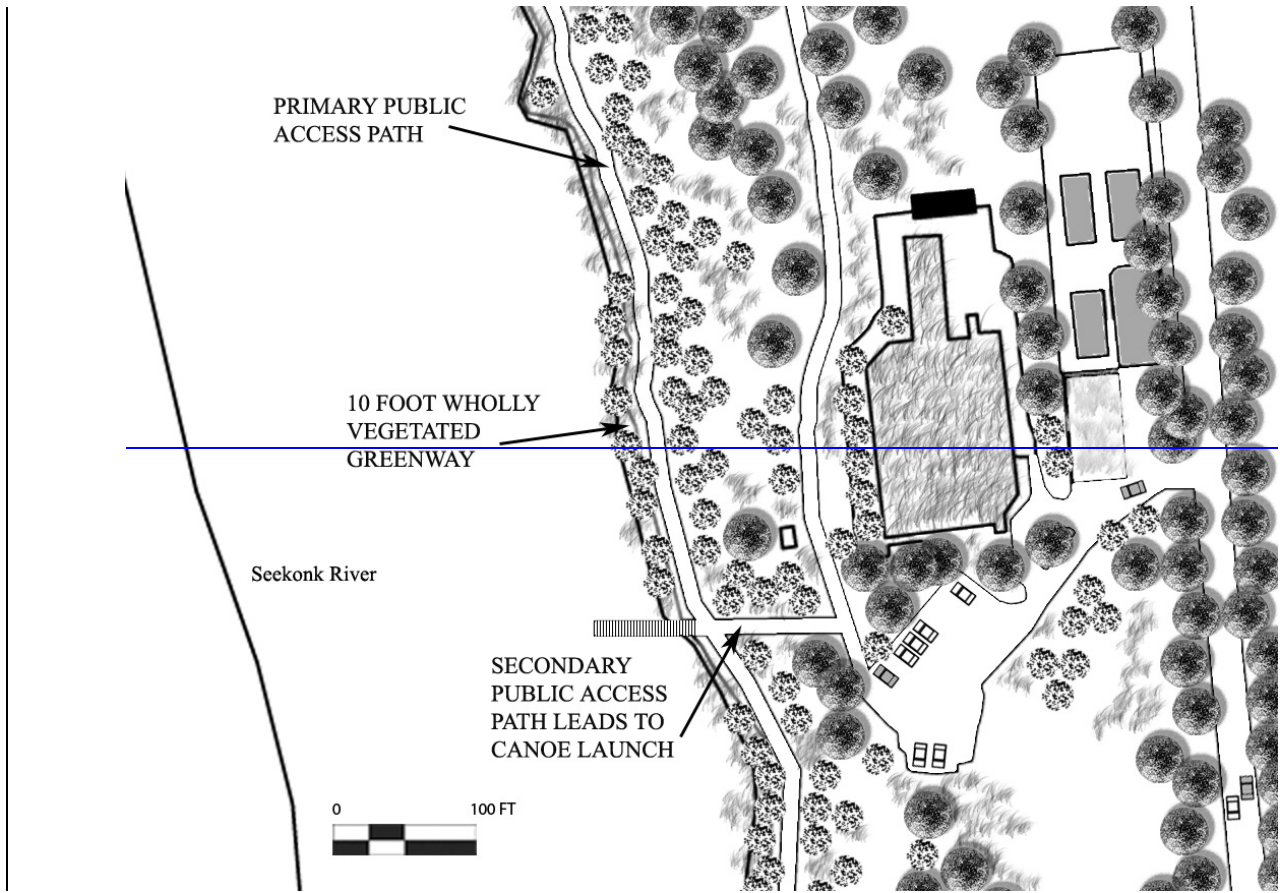 PRIMARY PUBLIC
ACCESS PATH
10 FOOT WHOLLY
VEGETATED
GREENWAY
Seekonk River
SECONDARY
PUBLIC ACCESS
PATH LEADS TO
CANOE LAUNCH
0 100 FT